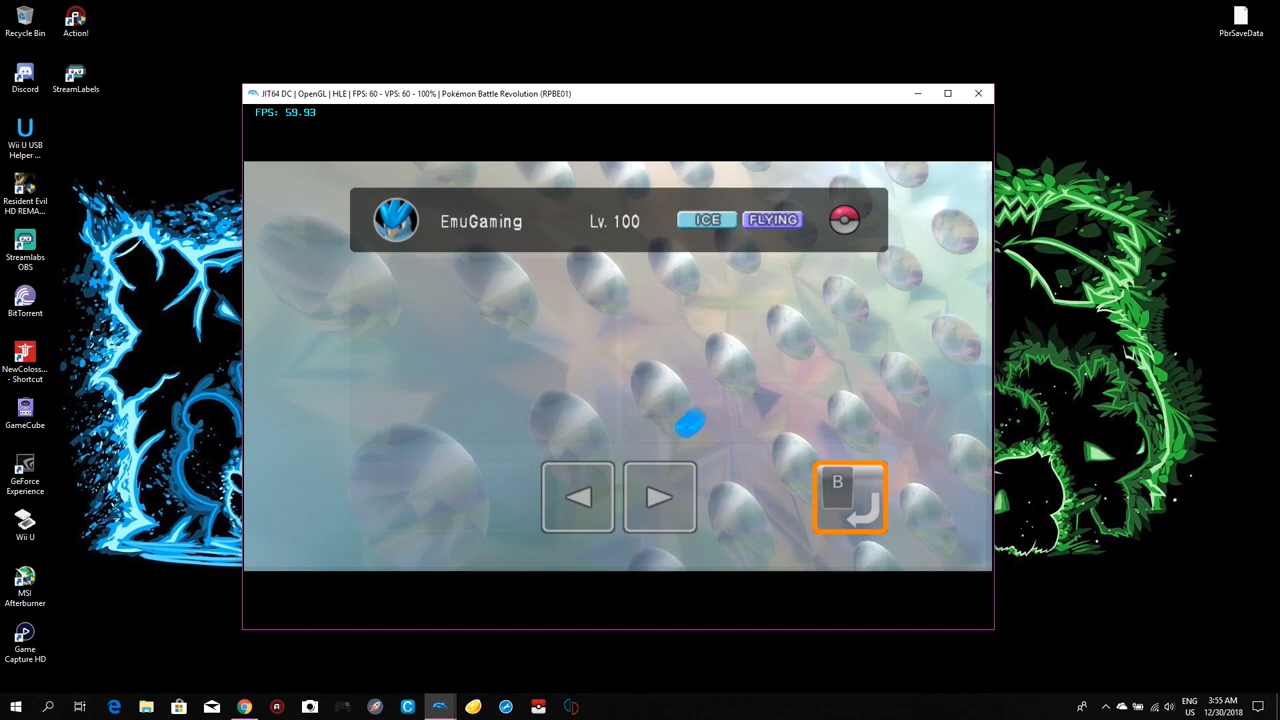 Recycle Bin
Action!
PbrSaveData
Discord
StreamLabels
JIT64 DC | OpenGL | HLE | FPS: 60 - VPS: 60 - 100% | Pokémon Battle Revolution (RPBE01)
FPS: 59.93
Wii U USB
Helper ...
Resident Evil
HD REMA...
EmuGaming
Lv. 100
ICE
FLYING
Streamlabs
OBS
BitTorrent
NewColoss...
- Shortcut
GameCube
GeForce
Experience
B
Wii U
MSI
Afterburner
Game
Capture HD
ENG
US
3:55 AM
12/30/2018